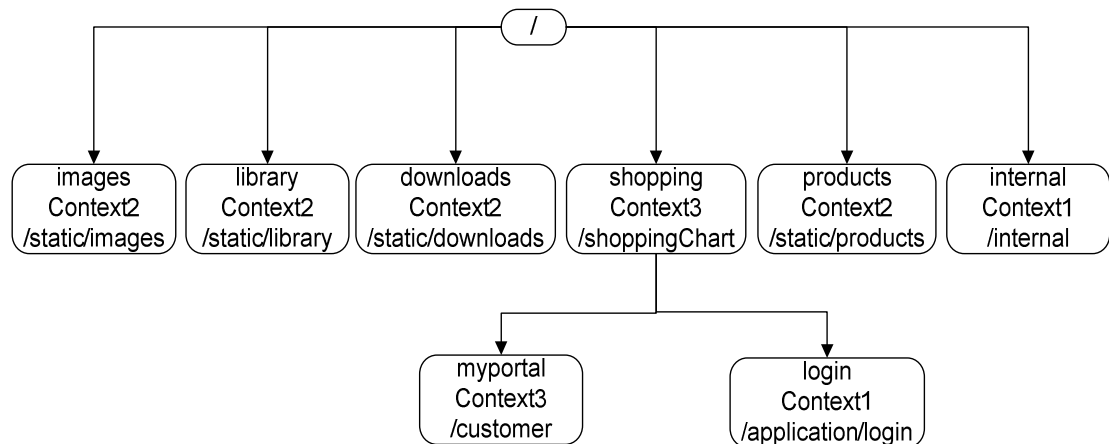 /
images
Context2
/static/images
library
Context2
/static/library
downloads
Context2
/static/downloads
shopping
Context3
/shoppingChart
products
Context2
/static/products
internal
Context1
/internal
myportal
Context3
/customer
login
Context1
/application/login